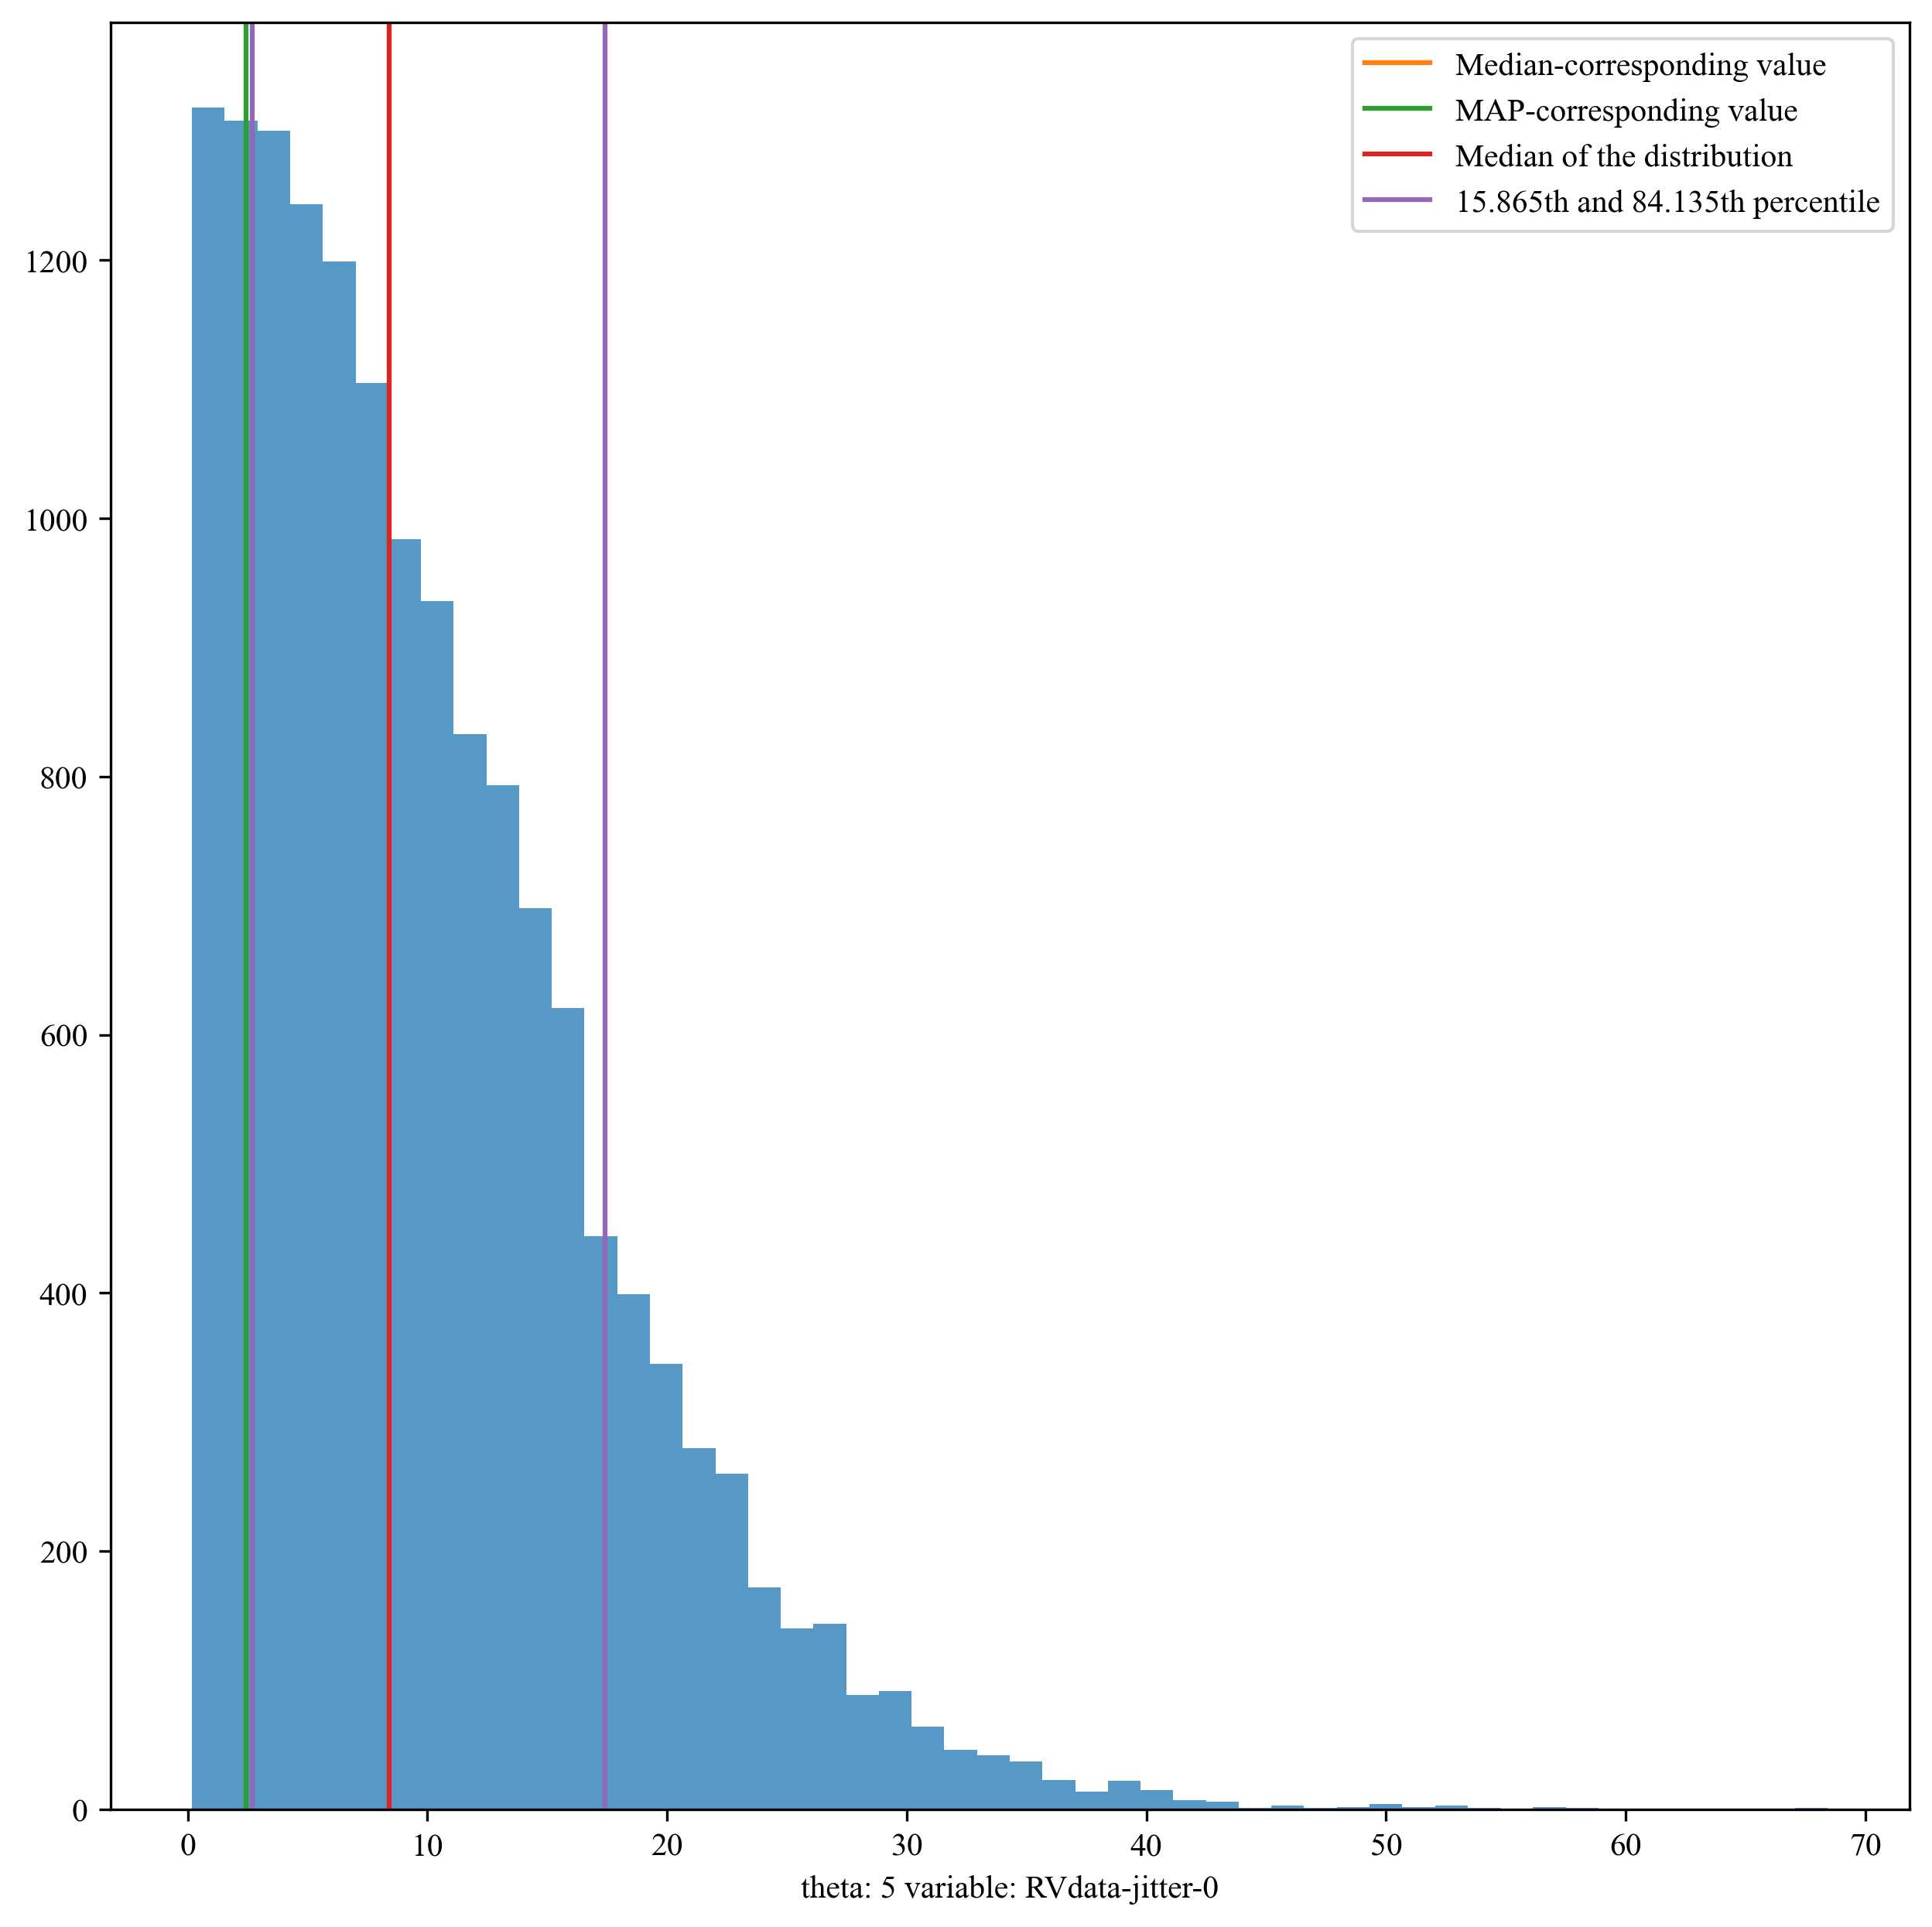 Median-corresponding value
MAP-corresponding value
Median of the distribution
15.865th and 84.135th percentile
1200
1000
800
600
400
200
0
0 10 20 30 40 50 60 70
theta: 5 variable: RVdata-jitter-0